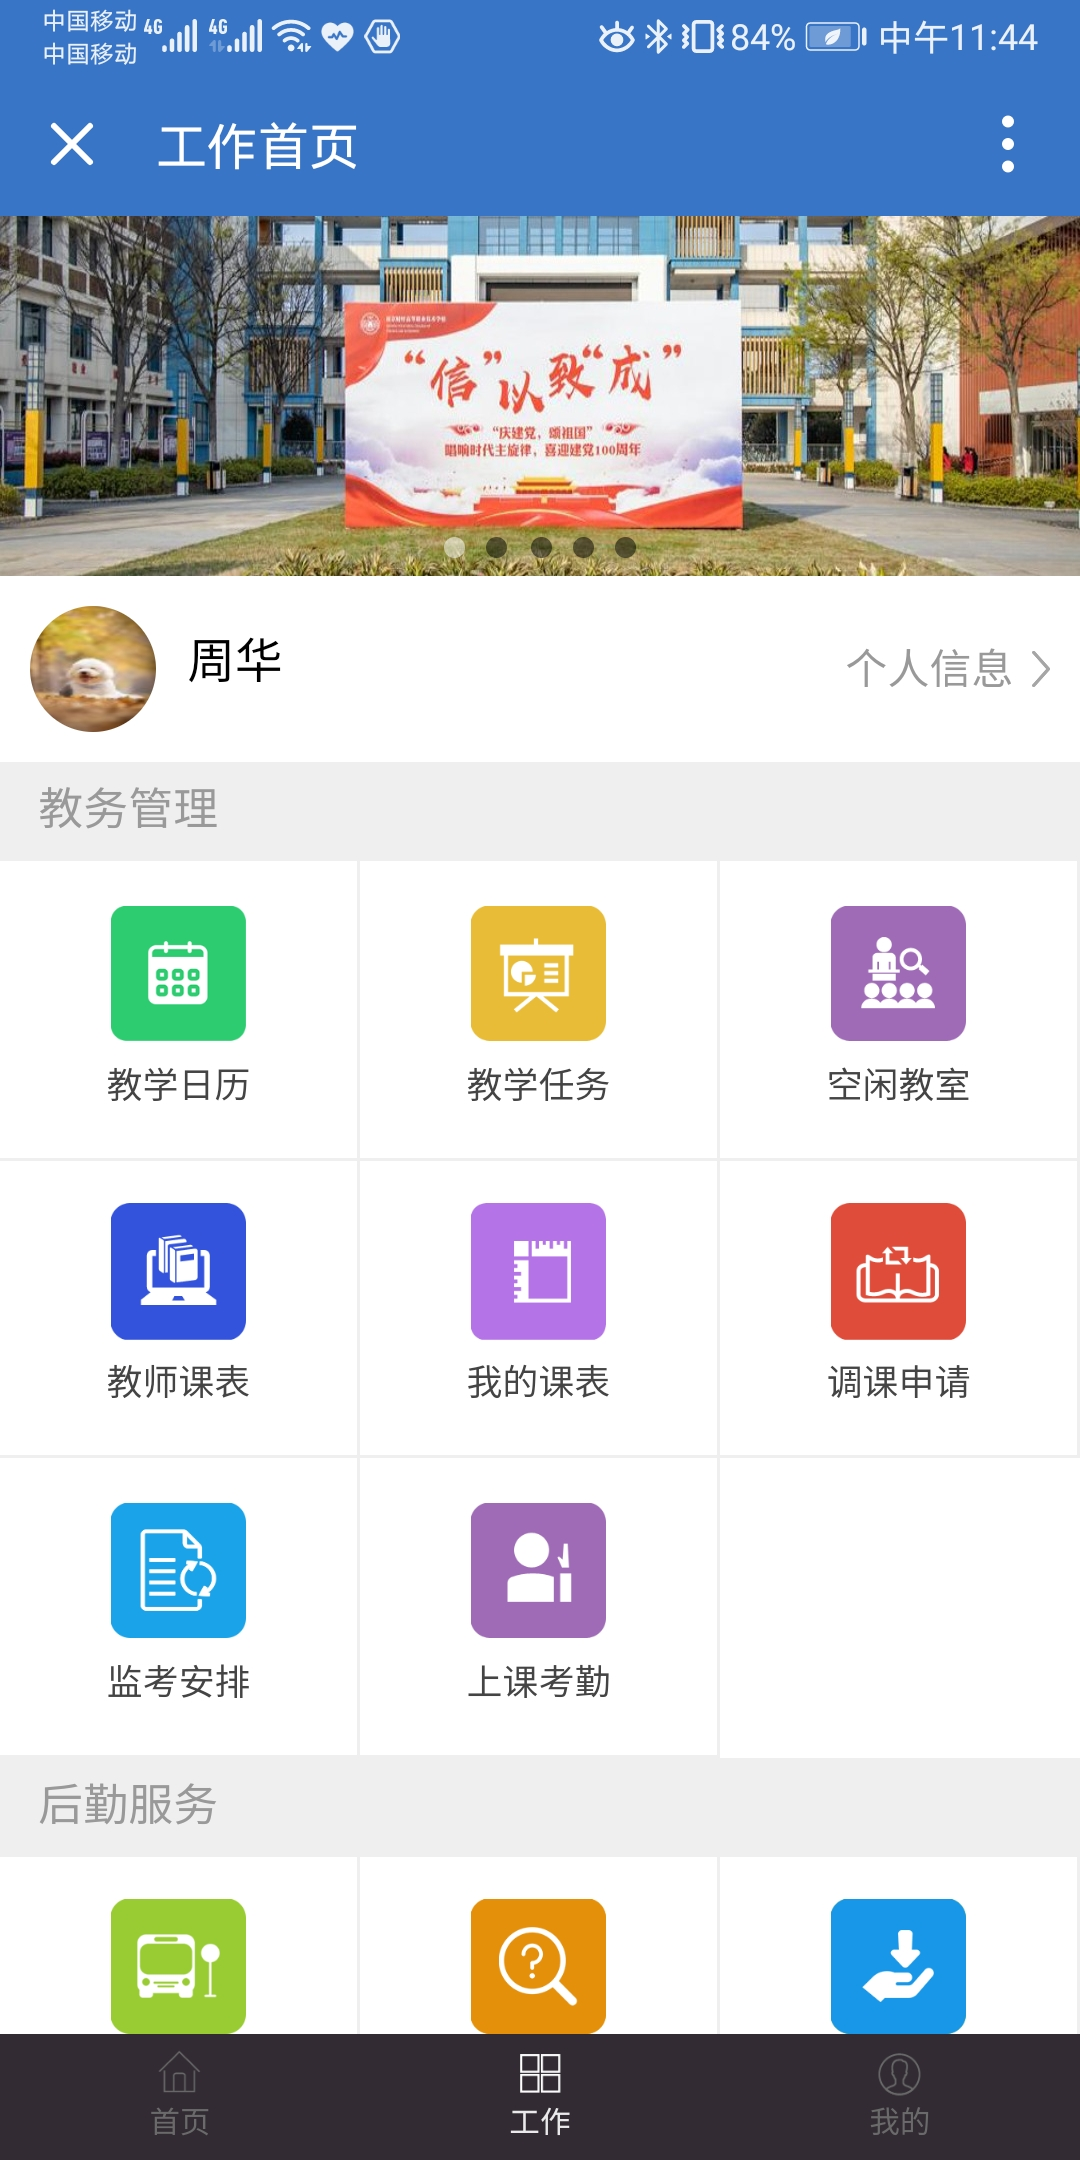 中国移动 4G 4G 84% 中午11:44
中国移动
工作首页
“信”以致“成”
“庆建党，颂祖国”
唱响时代主旋律，喜迎建党100周年
周华
个人信息
教务管理
教学日历
教学任务
空闲教室
教师课表
我的课表
调课申请
监考安排
上课考勤
后勤服务
首页
工作
我的